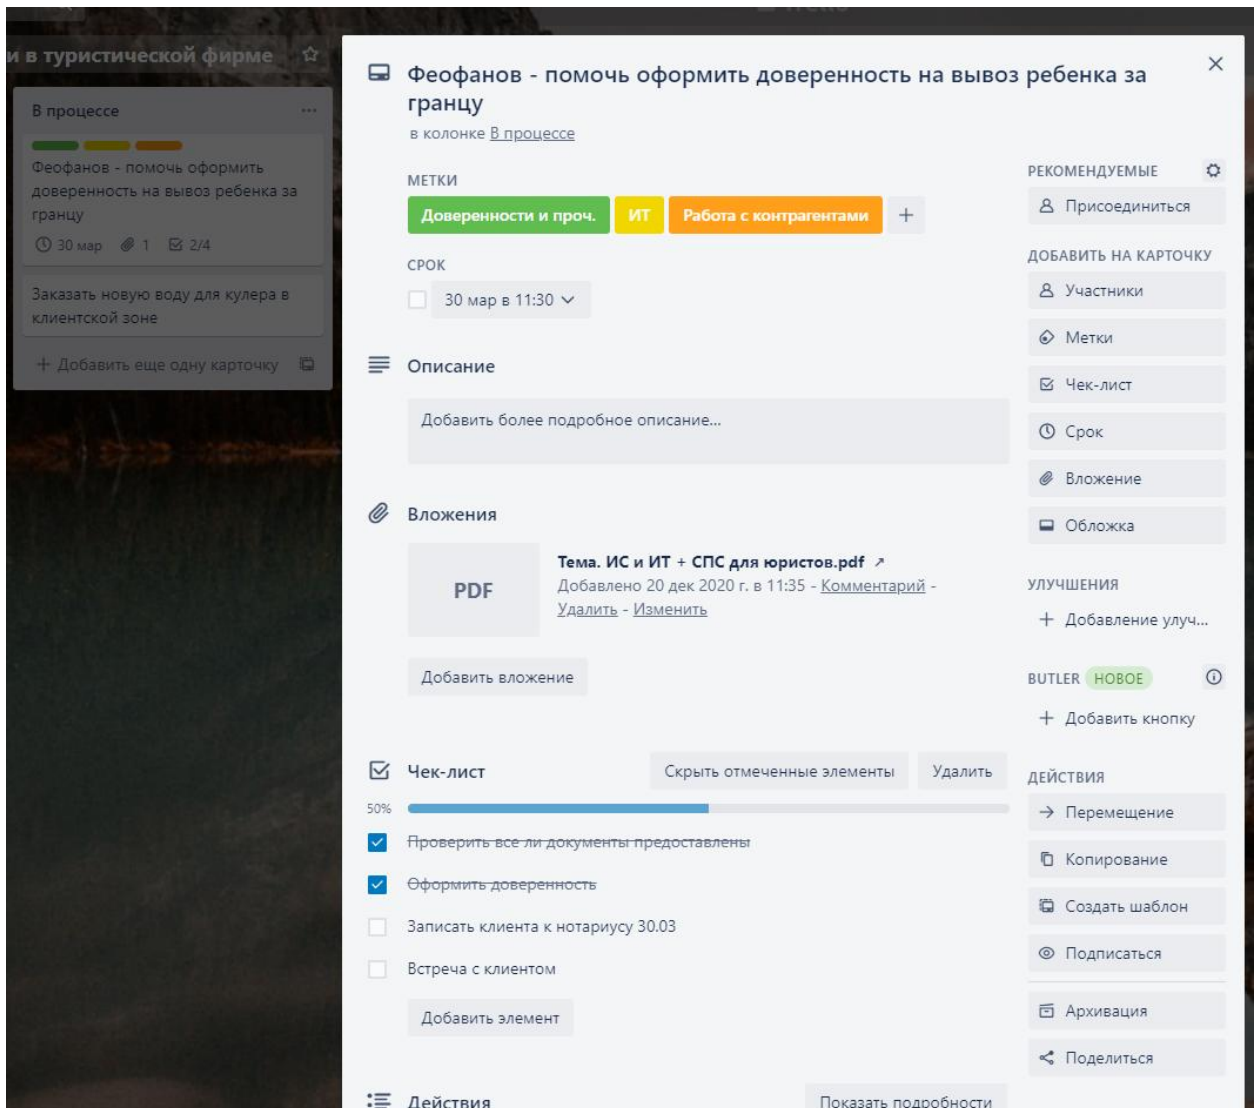 и в туристической фирме
В процессе
Феофанов - помочь оформить
доверенность на вывоз ребенка за
гранцу
30 мар 1 2/4
Заказать новую воду для кулера в
клиентской зоне
+ Добавить еще одну карточку
Феофанов - помочь оформить доверенность на вывоз ребенка за
гранцу
в колонке В процессе
МЕТКИ
Доверенности и проч. ИТ Работа с контрагентами +
СРОК
30 мар в 11:30
Описание
Добавить более подробное описание...
Вложения
PDF
Тема. ИС и ИТ + СПС для юристов.pdf ↗
Добавлено 20 дек 2020 г. в 11:35 - Комментарий -
Удалить - Изменить
Добавить вложение
Чек-лист Скрыть отмеченные элементы Удалить
50%
Проверить все ли документы предоставлены
Оформить доверенность
Записать клиента к нотариусу 30.03
Встреча с клиентом
Добавить элемент
Действия Показать подробности
РЕКОМЕНДУЕМЫЕ
Присоединиться
ДОБАВИТЬ НА КАРТОЧКУ
Участники
Метки
Чек-лист
Срок
Вложение
Обложка
УЛУЧШЕНИЯ
+ Добавление улуч...
BUTLER НОВОЕ
+ Добавить кнопку
ДЕЙСТВИЯ
Перемещение
Копирование
Создать шаблон
Подписаться
Архивация
Поделиться